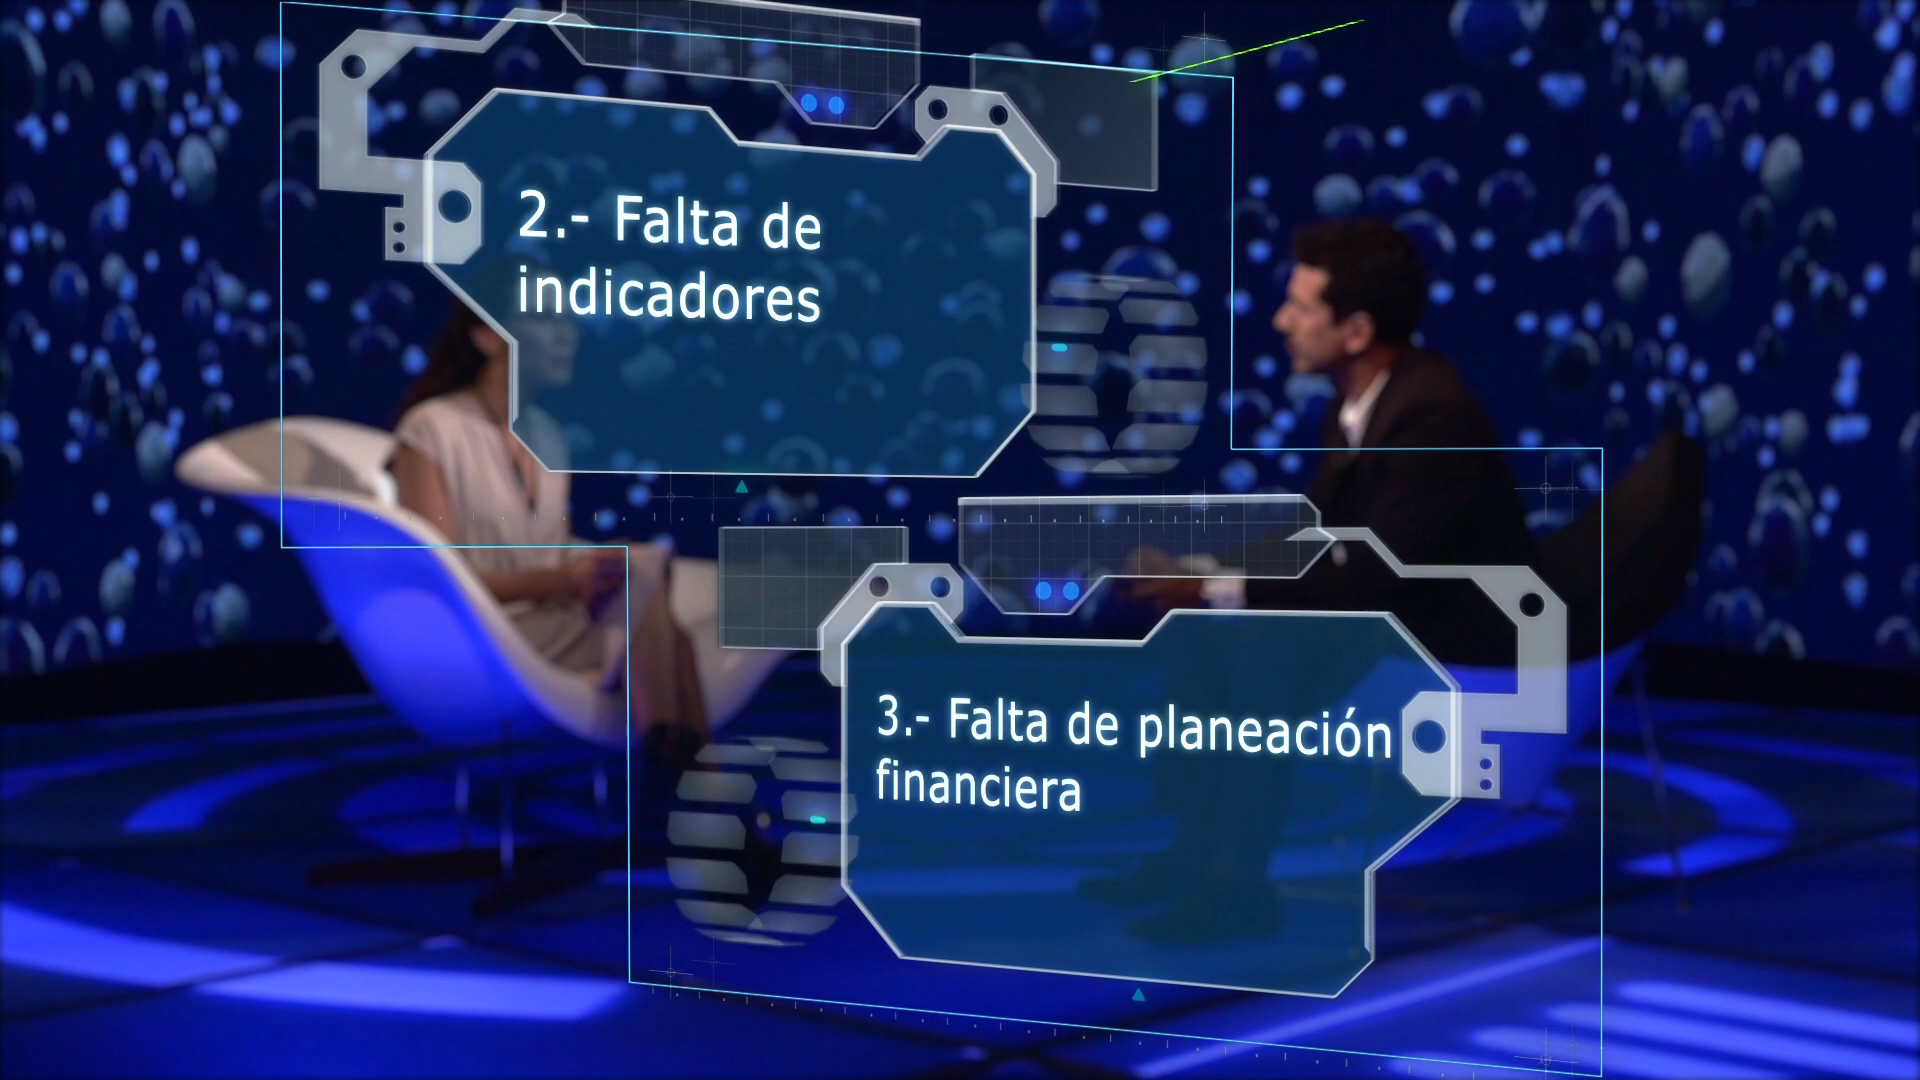 2.- Falta de
indicadores
3.- Falta de planeación
financiera